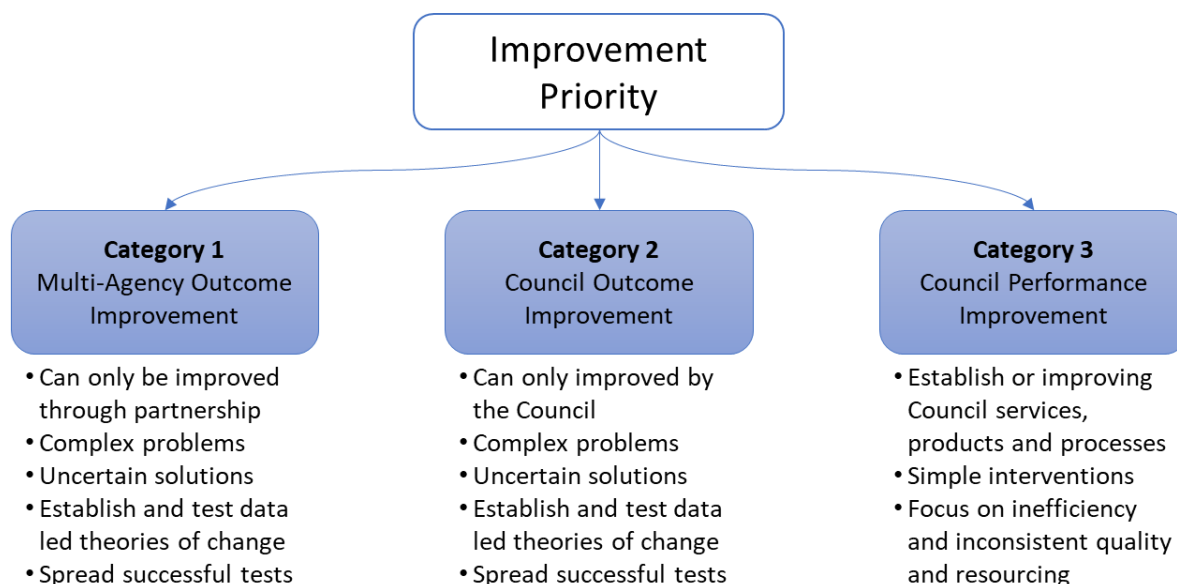 Improvement
Priority
Category 1
Multi-Agency Outcome
Improvement
• Can only be improved
through partnership
• Complex problems
• Uncertain solutions
• Establish and test data
led theories of change
• Spread successful tests
Category 2
Council Outcome
Improvement
• Can only improved by
the Council
• Complex problems
• Uncertain solutions
• Establish and test data
led theories of change
• Spread successful tests
Category 3
Council Performance
Improvement
• Establish or improving
Council services,
products and processes
• Simple interventions
• Focus on inefficiency
and inconsistent quality
and resourcing